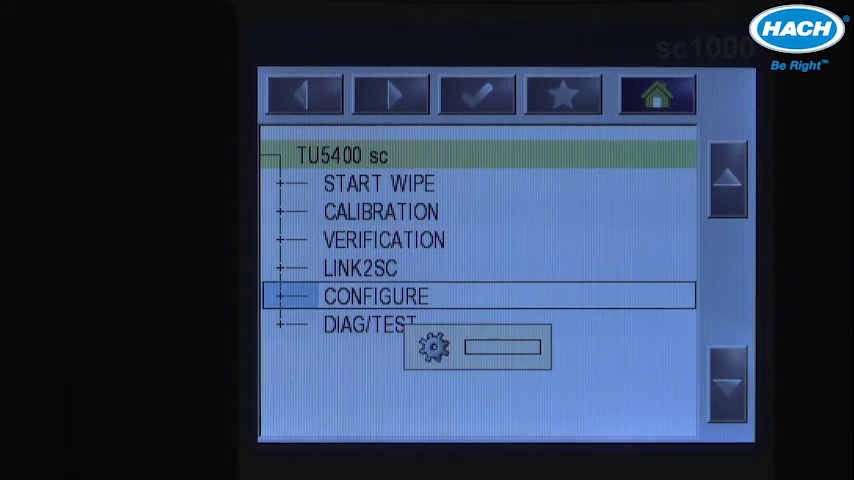 HACH
Be Right™
sc1000
TU5400 sc
START WIPE
CALIBRATION
VERIFICATION
LINK2SC
CONFIGURE
DIAG/TEST